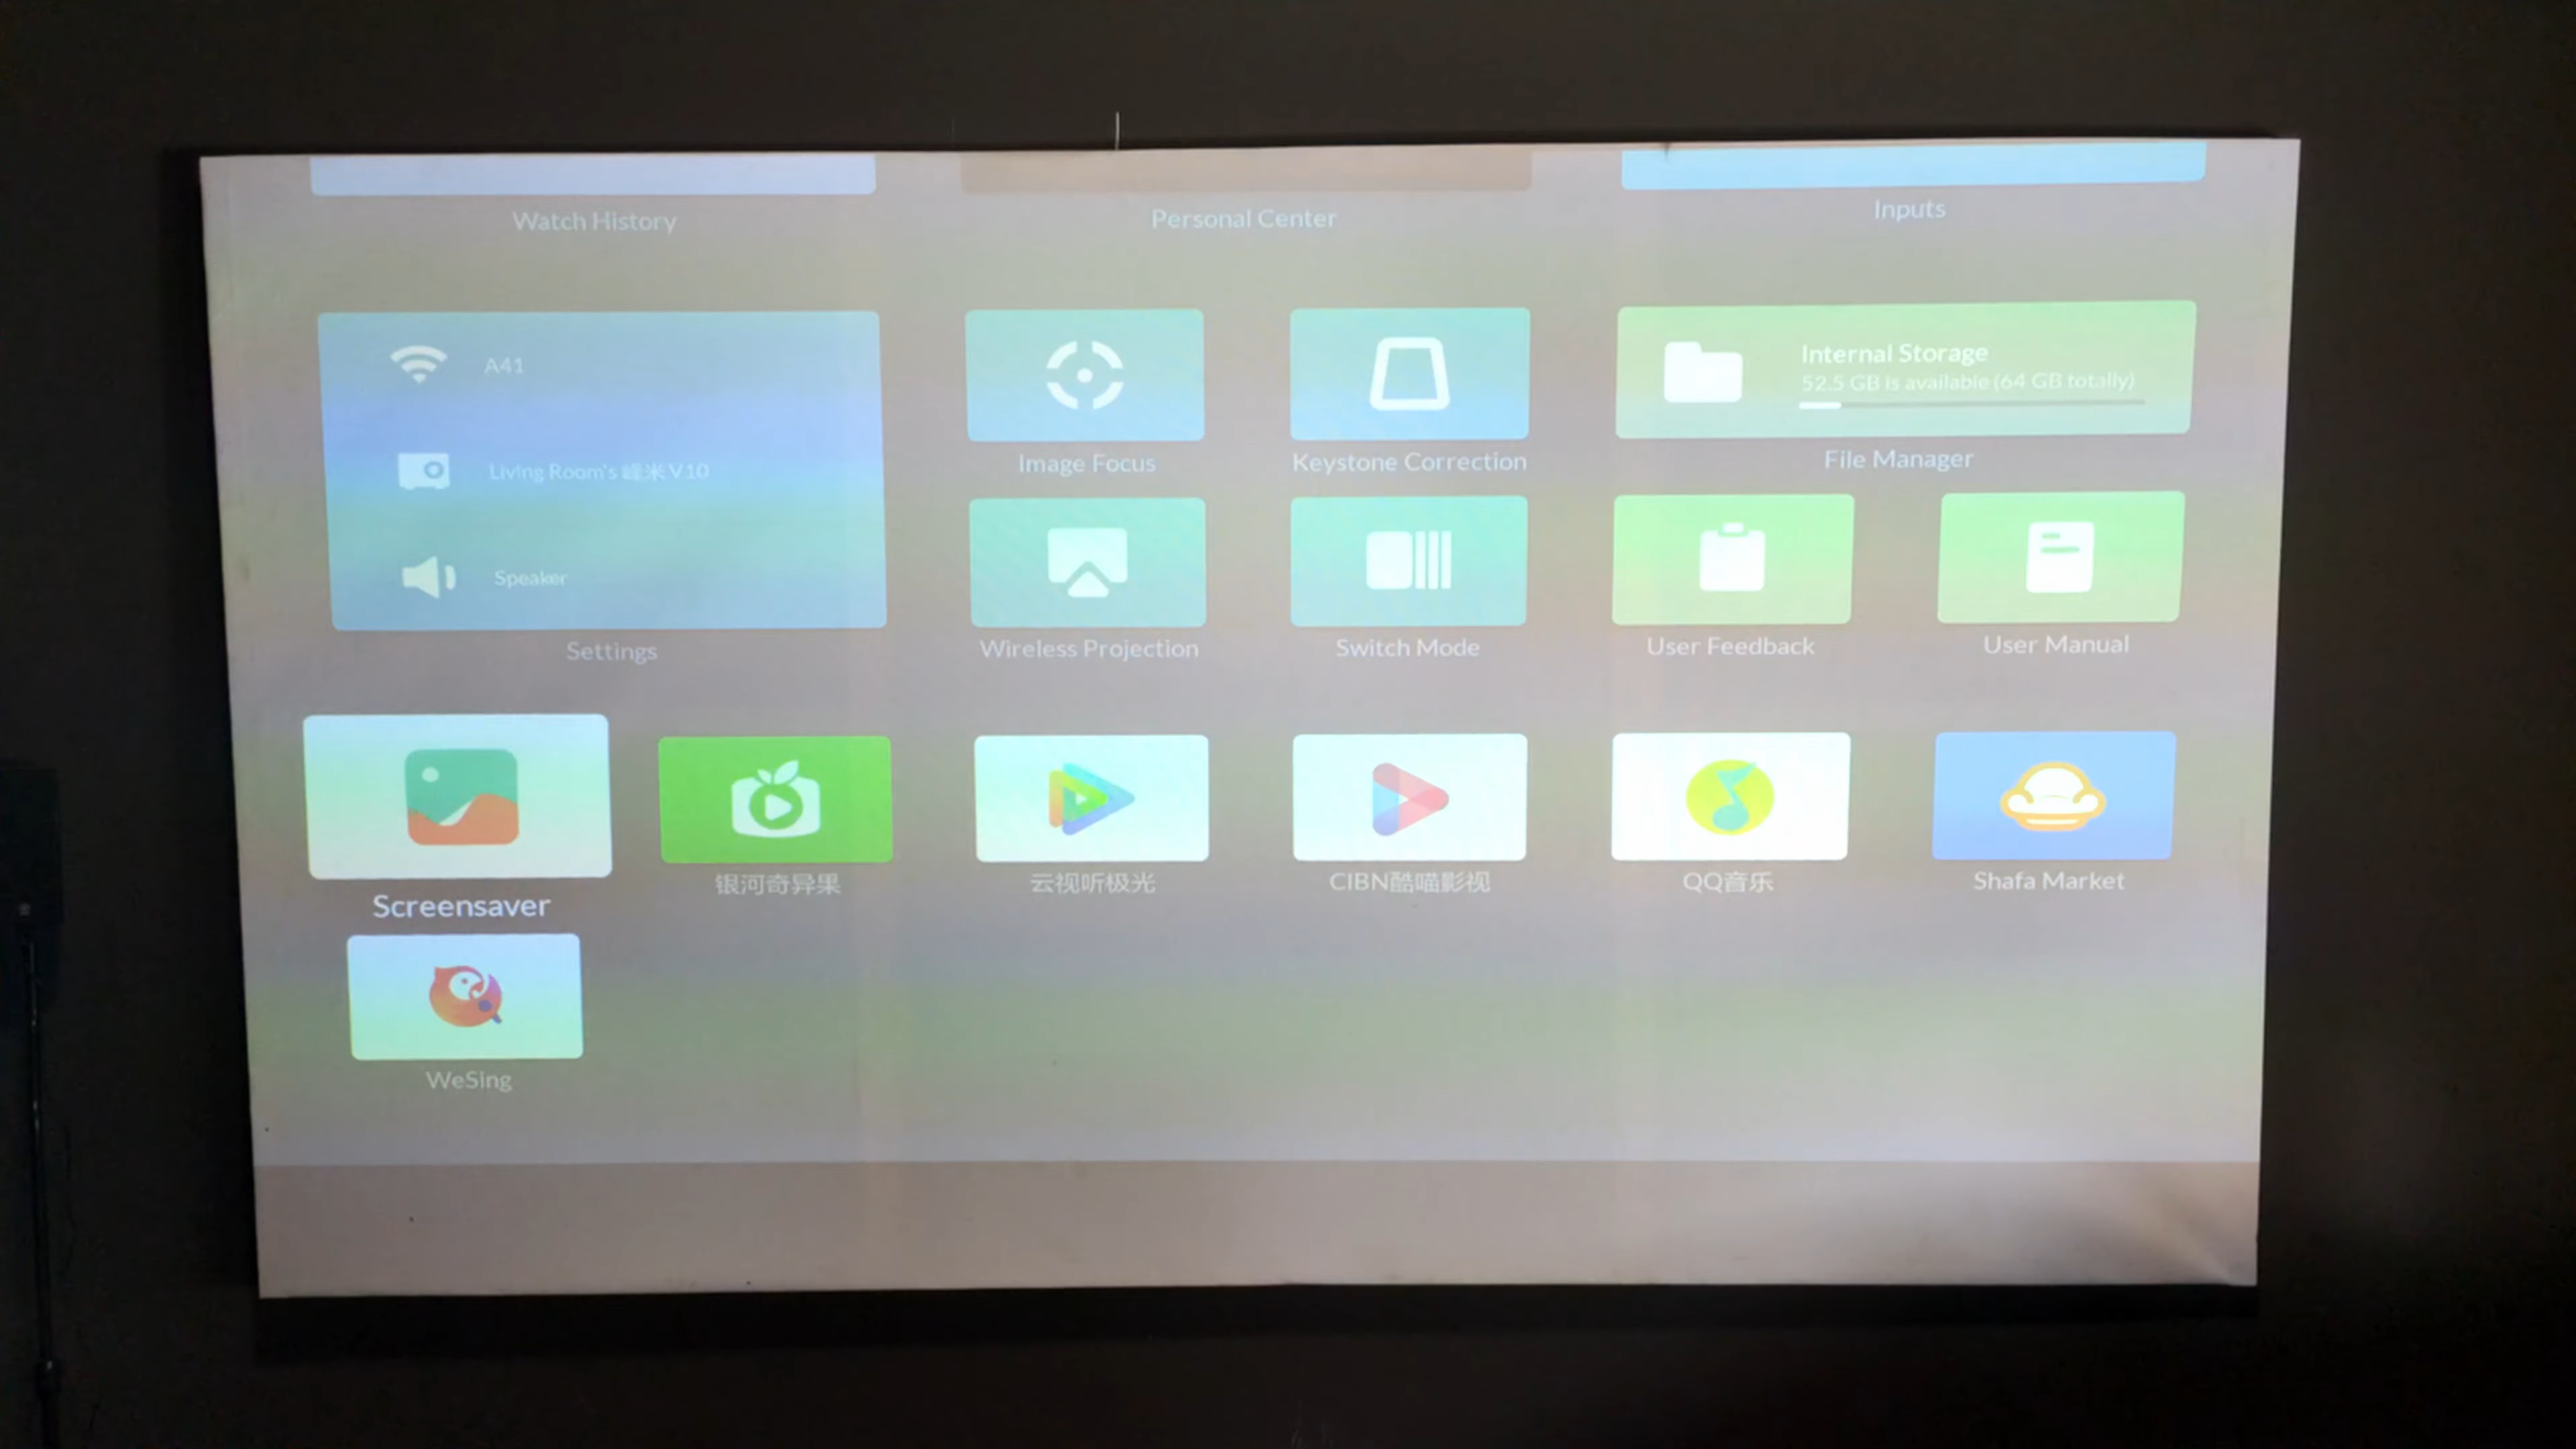 Watch History
Personal Center
Inputs
A41
Living Room's 峰米 V10
Speaker
Settings
Image Focus
Keystone Correction
Internal Storage
52.5 GB is available (64 GB totally)
File Manager
Wireless Projection
Switch Mode
User Feedback
User Manual
Screensaver
银河奇异果
云视听极光
CIBN酷喵影视
QQ音乐
Shafa Market
WeSing